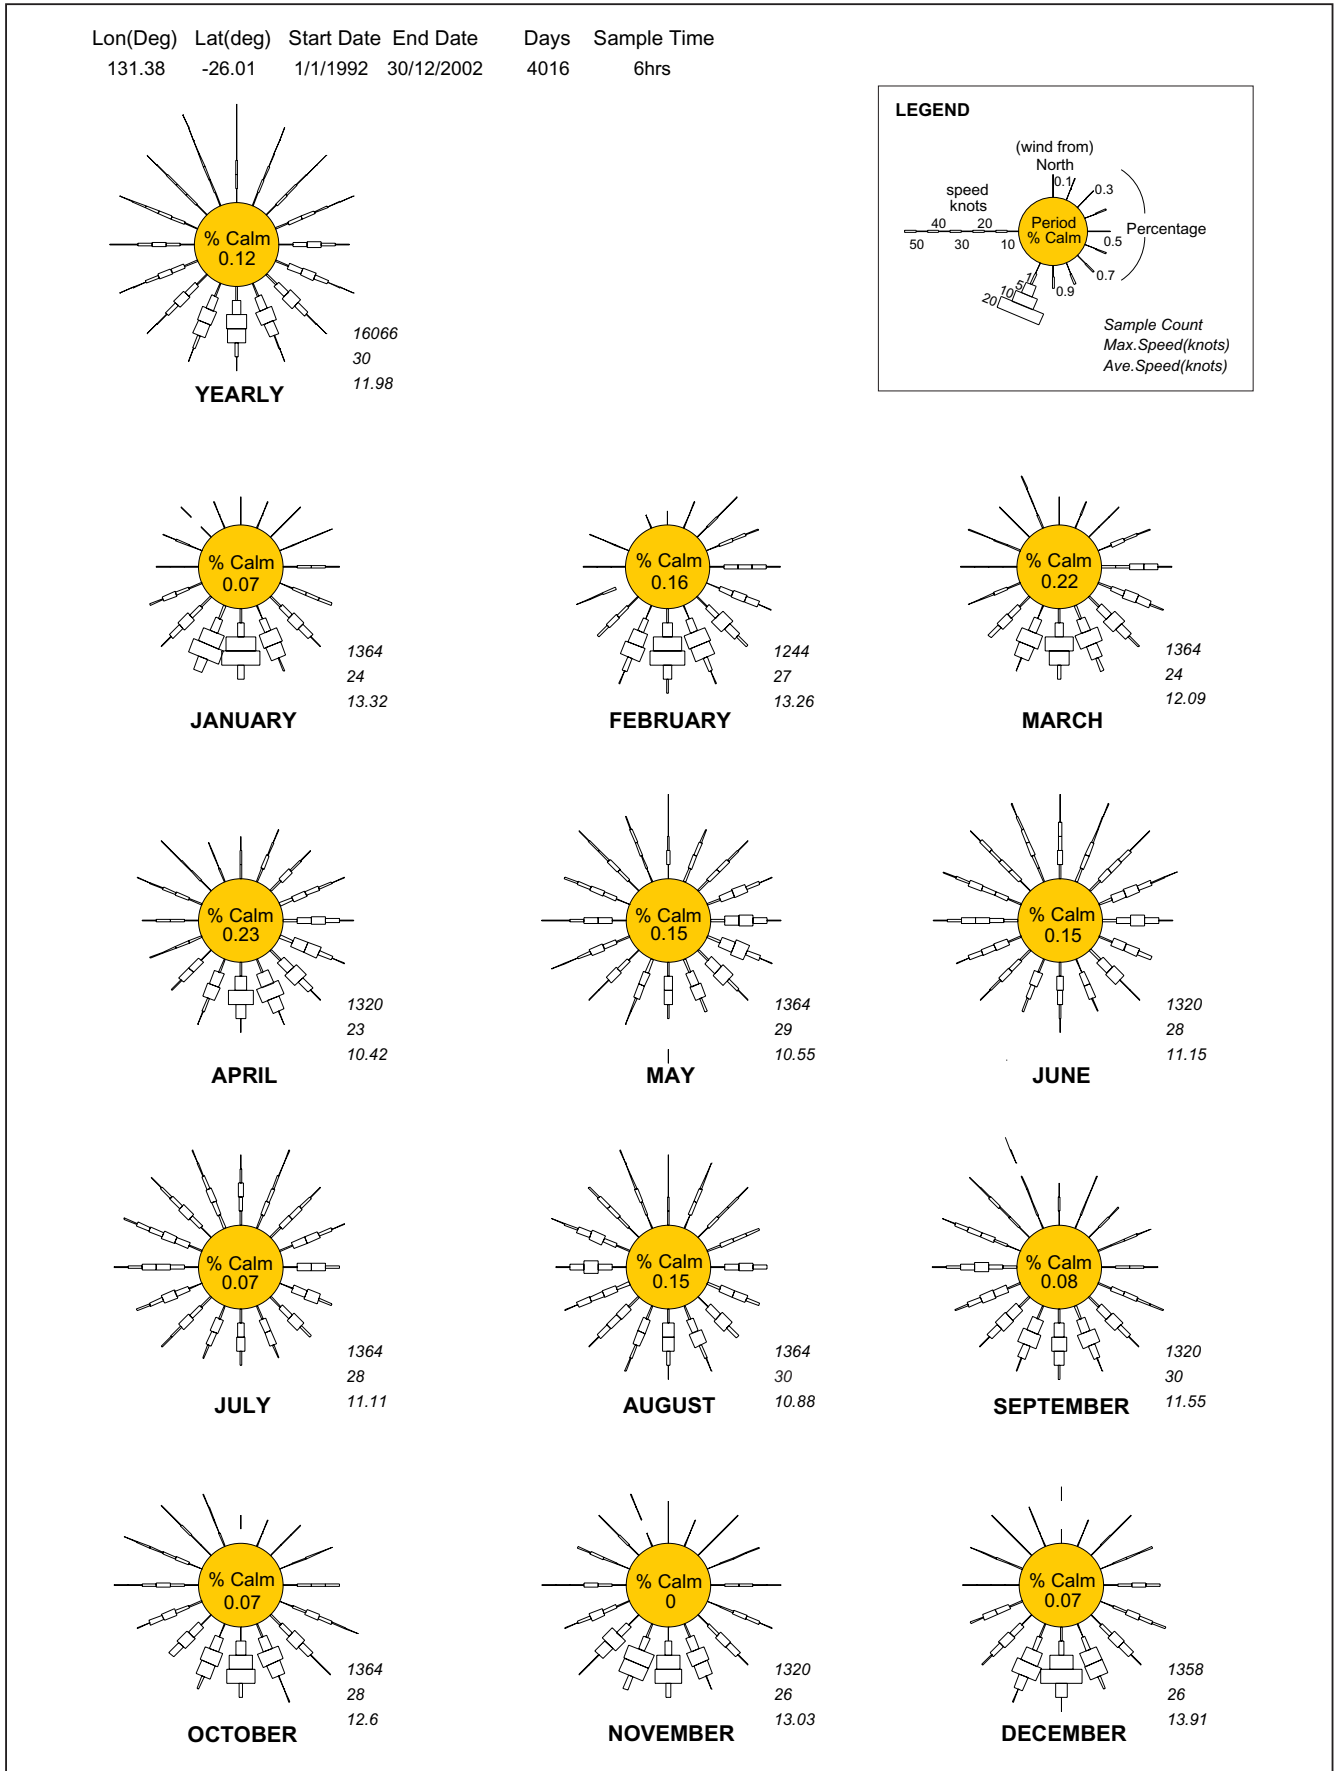 Lon(Deg) Lat(deg) Start Date End Date Days Sample Time
131.38 -26.01 1/1/1992 30/12/2002 4016 6hrs
LEGEND
(wind from)
North
0.1
0.3
speed
knots
40 20
50 30 10
Period
% Calm
Percentage
0.5
0.7
0.9
1
5
10
20
Sample Count
Max.Speed(knots)
Ave.Speed(knots)
% Calm
0.12
16066
30
11.98
YEARLY
% Calm
0.07
1364
24
13.32
JANUARY
% Calm
0.16
1244
27
13.26
FEBRUARY
% Calm
0.22
1364
24
12.09
MARCH
% Calm
0.23
1320
23
10.42
APRIL
% Calm
0.15
1364
29
10.55
MAY
% Calm
0.15
1320
28
11.15
JUNE
% Calm
0.07
1364
28
11.11
JULY
% Calm
0.15
1364
30
10.88
AUGUST
% Calm
0.08
1320
30
11.55
SEPTEMBER
% Calm
0.07
1364
28
12.6
OCTOBER
% Calm
0
1320
26
13.03
NOVEMBER
% Calm
0.07
1358
26
13.91
DECEMBER